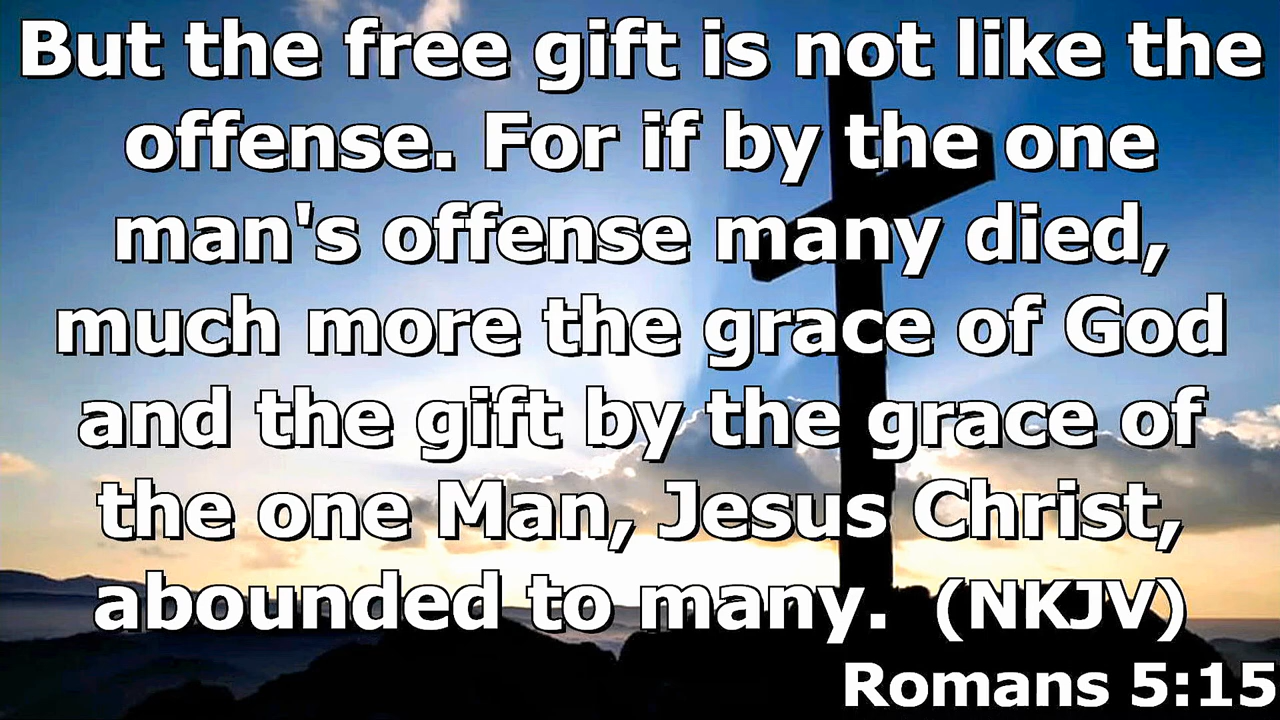 But the free gift is not like the
offense. For if by the one
man's offense many died,
much more the grace of God
and the gift by the grace of
the one Man, Jesus Christ,
abounded to many.  (NKJV)
Romans 5:15